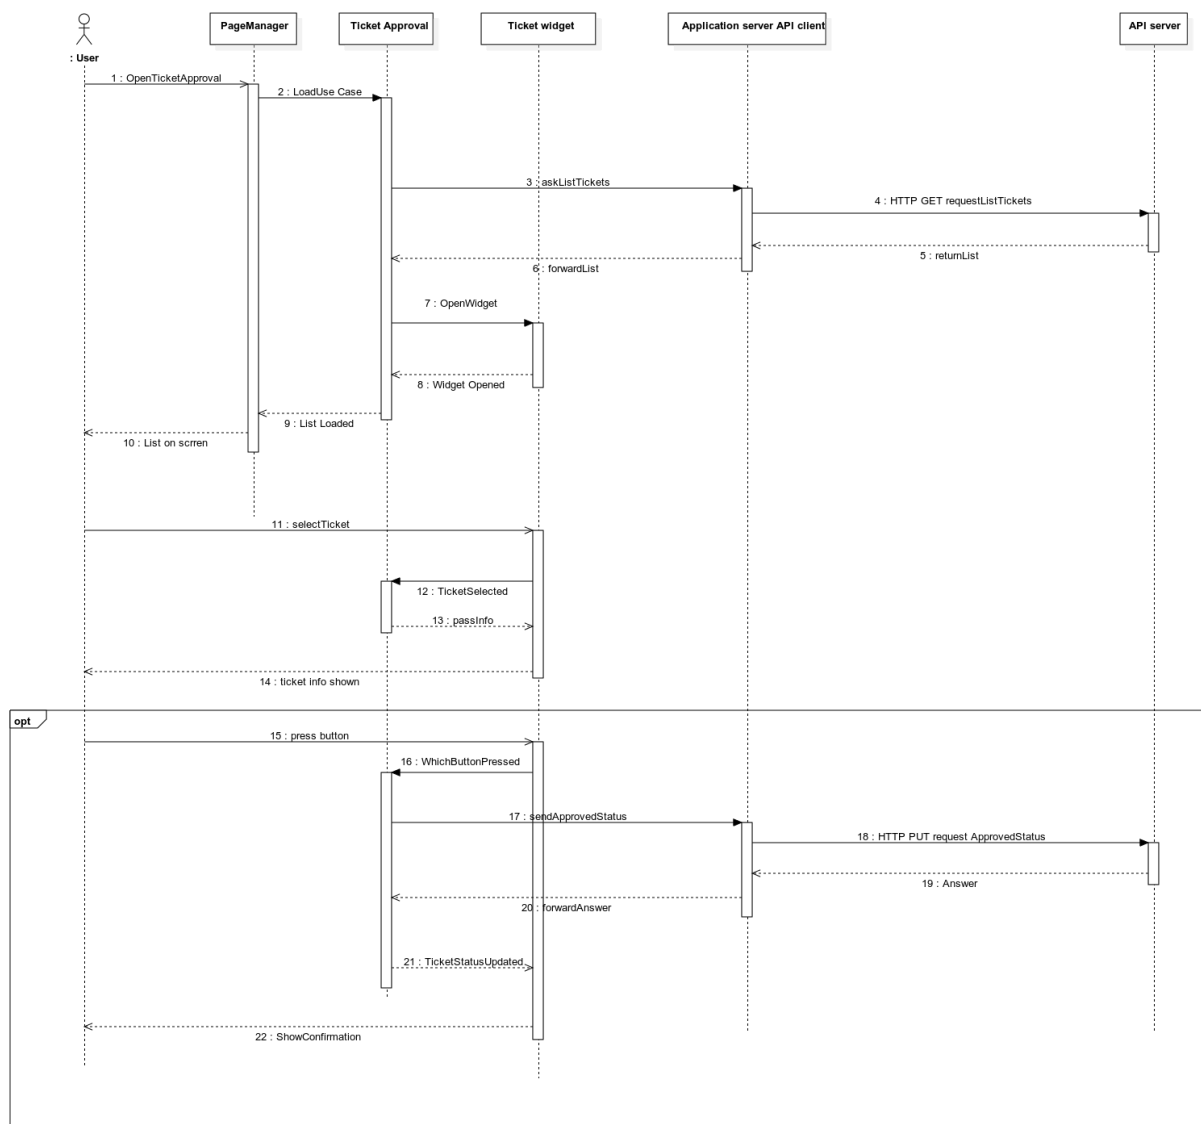 PageManager
Ticket Approval
Ticket widget
Application server API client
API server
: User
1 : OpenTicketApproval
2 : LoadUse Case
3 : askListTickets
4 : HTTP GET requestListTickets
5 : returnList
6 : forwardList
7 : OpenWidget
8 : Widget Opened
9 : List Loaded
10 : List on scrren
11 : selectTicket
12 : TicketSelected
13 : passInfo
14 : ticket info shown
opt
15 : press button
16 : WhichButtonPressed
17 : sendApprovedStatus
18 : HTTP PUT request ApprovedStatus
19 : Answer
20 : forwardAnswer
21 : TicketStatusUpdated
22 : ShowConfirmation